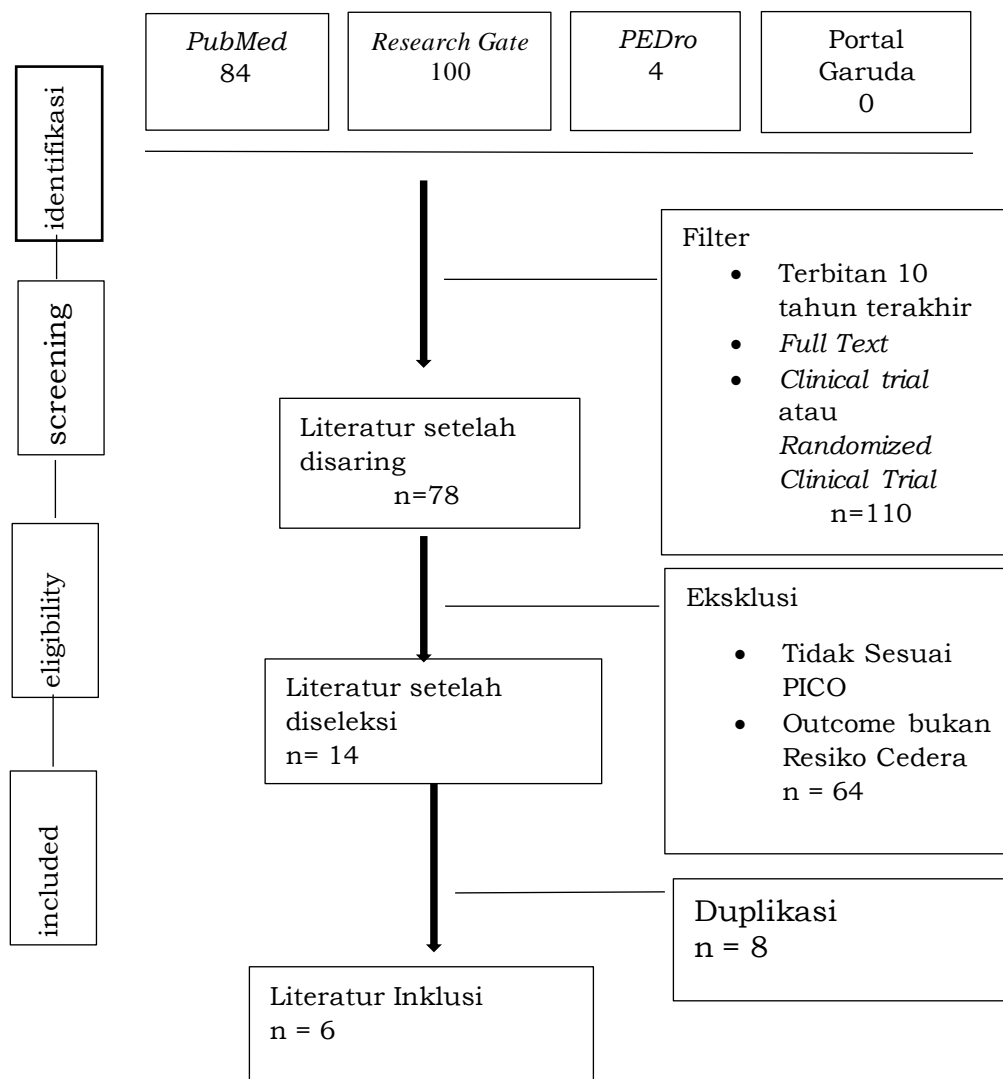 PubMed
84
Research Gate
100
PEDro
4
Portal
Garuda
0
identifikasi
Filter
• Terbitan 10
tahun terakhir
• Full Text
• Clinical trial
atau
Randomized
Clinical Trial
n=110
screening
Literatur setelah
disaring
n=78
eligibility
Eksklusi
• Tidak Sesuai
PICO
• Outcome bukan
Resiko Cedera
n = 64
Literatur setelah
diseleksi
n= 14
included
Duplikasi
n = 8
Literatur Inklusi
n = 6